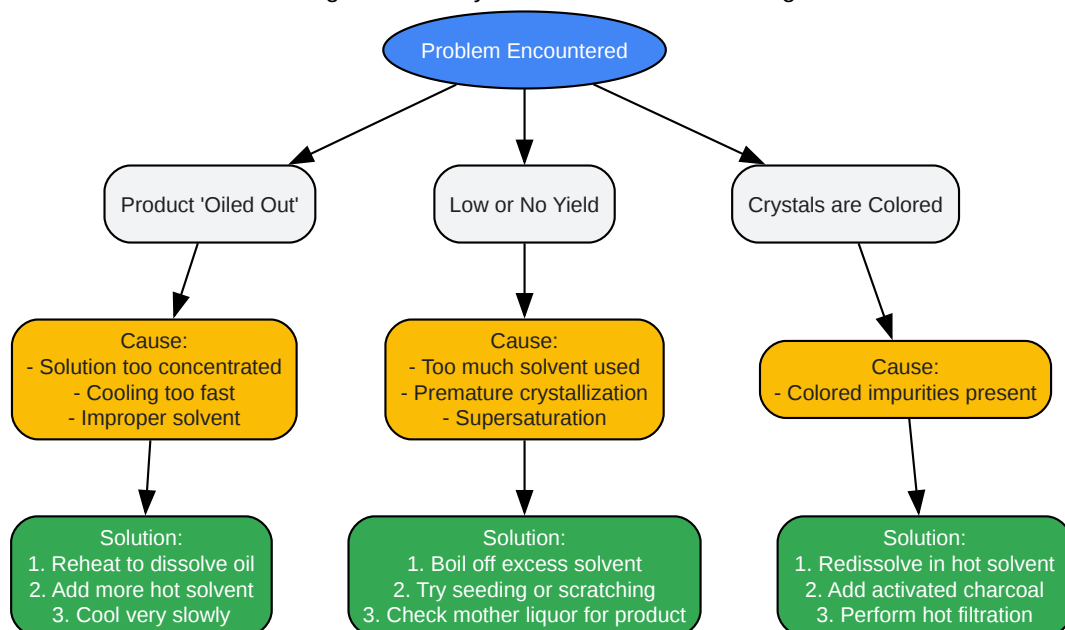 Problem Encountered
Product 'Oiled Out'
Low or No Yield
Crystals are Colored
Cause:
- Solution too concentrated
- Cooling too fast
- Improper solvent
Cause:
- Too much solvent used
- Premature crystallization
- Supersaturation
Cause:
- Colored impurities present
Solution:
1. Reheat to dissolve oil
2. Add more hot solvent
3. Cool very slowly
Solution:
1. Boil off excess solvent
2. Try seeding or scratching
3. Check mother liquor for product
Solution:
1. Redissolve in hot solvent
2. Add activated charcoal
3. Perform hot filtration